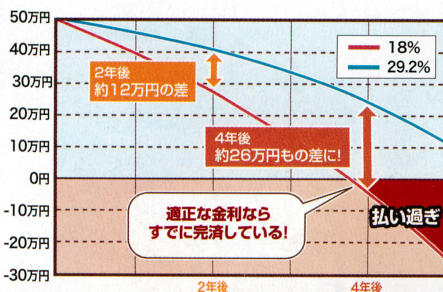 50万円
40万円
30万円
20万円
10万円
0円
-10万円
-20万円
-30万円
18%
29.2%
2年後
約12万円の差
4年後
約26万円もの差に!
適正な金利なら
すでに完済している!
払い過ぎ
2年後
4年後